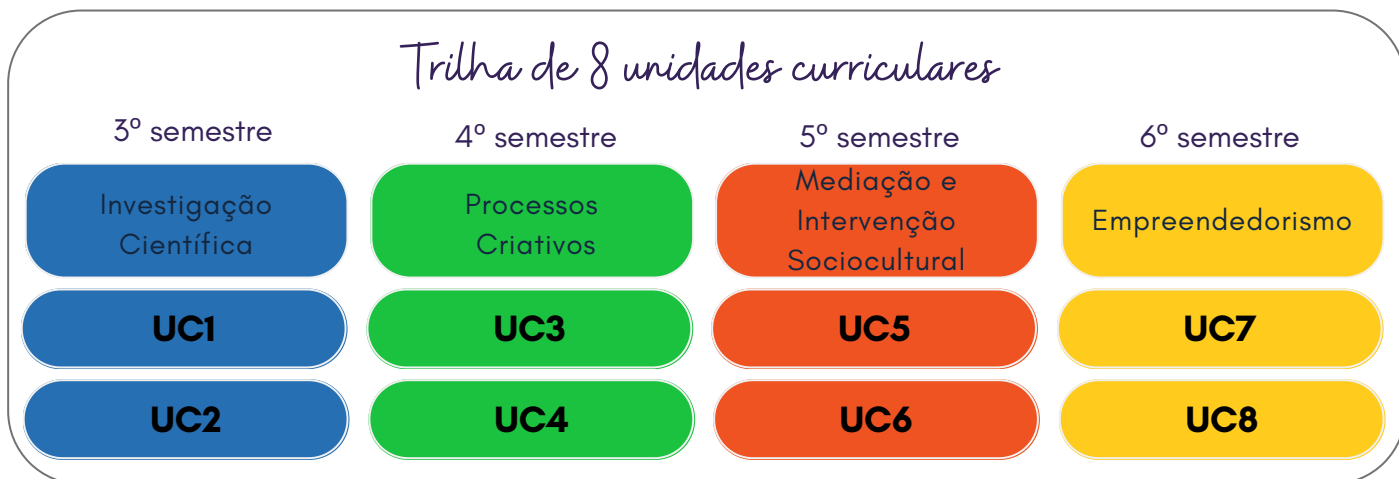 Trilha de 8 unidades curriculares
3º semestre
Investigação
Científica
UC1
UC2
4º semestre
Processos
Criativos
UC3
UC4
5º semestre
Mediação e
Intervenção
Sociocultural
UC5
UC6
6º semestre
Empreendedorismo
UC7
UC8